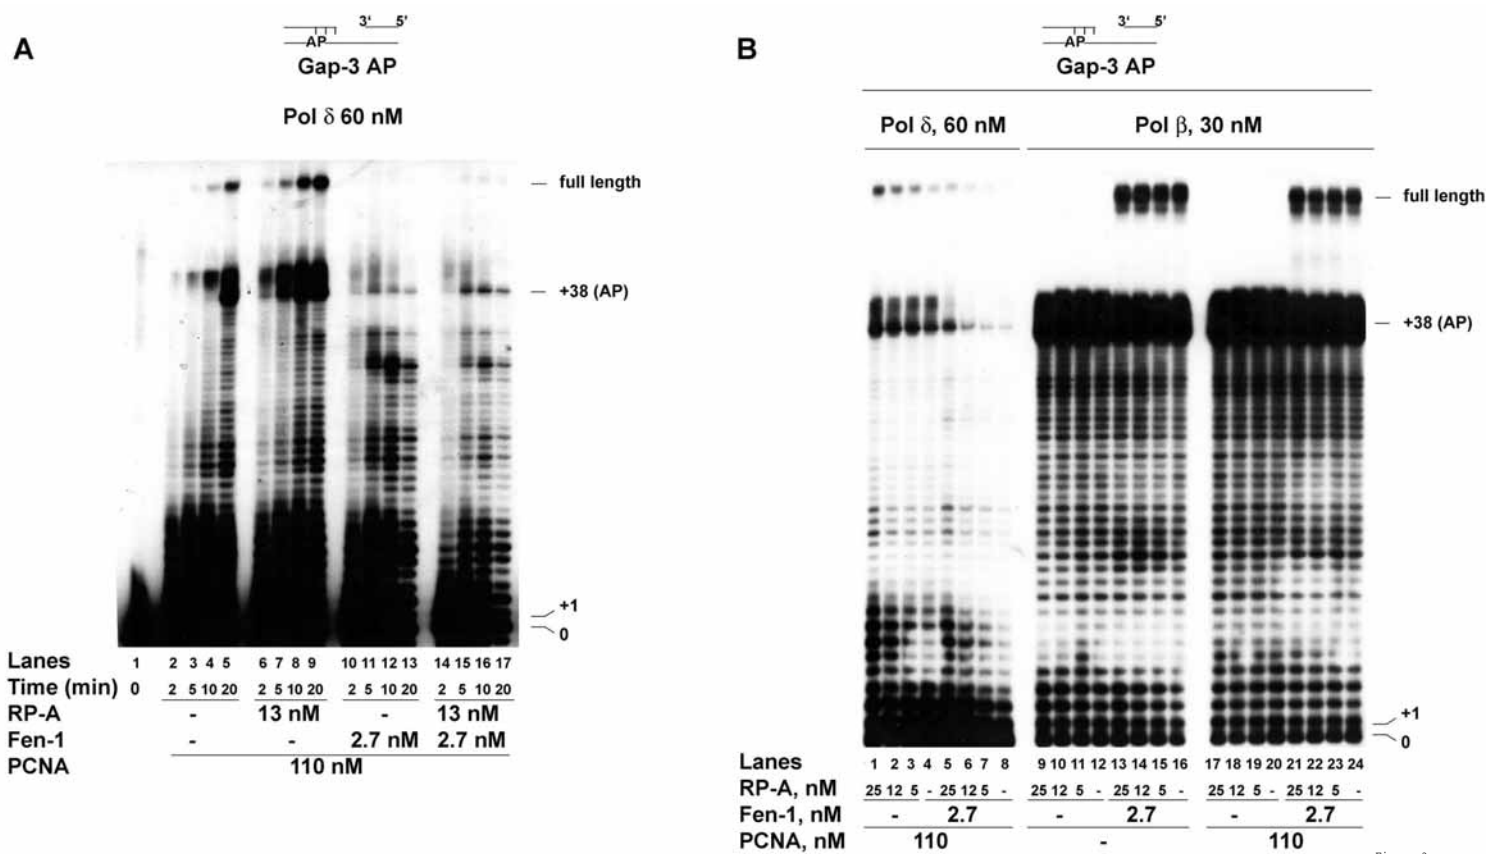 A
3' 5'
AP
Gap-3 AP
Pol δ 60 nM
full length
+38 (AP)
+1
0
Lanes 1 2 3 4 5 6 7 8 9 10 11 12 13 14 15 16 17
Time (min) 0 2 5 10 20 2 5 10 20 2 5 10 20 2 5 10 20
RP-A - 13 nM - 13 nM
Fen-1 - - 2.7 nM 2.7 nM
PCNA 110 nM
B
3' 5'
AP
Gap-3 AP
Pol δ, 60 nM Pol β, 30 nM
full length
+38 (AP)
+1
0
Lanes 1 2 3 4 5 6 7 8 9 10 11 12 13 14 15 16 17 18 19 20 21 22 23 24
RP-A, nM 25 12 5 - 25 12 5 - 25 12 5 - 25 12 5 - 25 12 5 - 25 12 5 -
Fen-1, nM - 2.7 - 2.7 - 2.7
PCNA, nM 110 - 110